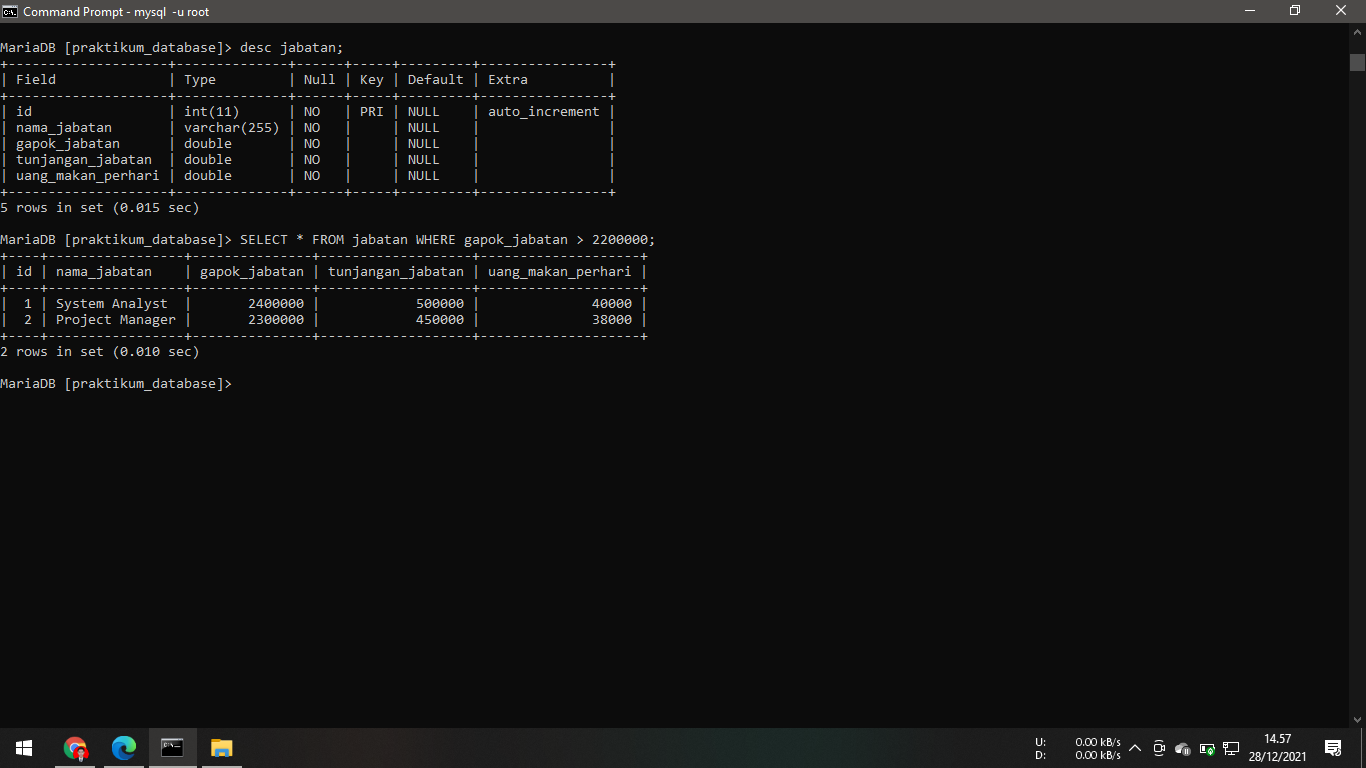 Command Prompt - mysql  -u root
MariaDB [praktikum_database]> desc jabatan;
+--------------------+--------------+------+-----+---------+----------------+
| Field              | Type         | Null | Key | Default | Extra          |
+--------------------+--------------+------+-----+---------+----------------+
| id                 | int(11)      | NO   | PRI | NULL    | auto_increment |
| nama_jabatan       | varchar(255) | NO   |     | NULL    |                |
| gapok_jabatan      | double       | NO   |     | NULL    |                |
| tunjangan_jabatan  | double       | NO   |     | NULL    |                |
| uang_makan_perhari | double       | NO   |     | NULL    |                |
+--------------------+--------------+------+-----+---------+----------------+
5 rows in set (0.015 sec)
MariaDB [praktikum_database]> SELECT * FROM jabatan WHERE gapok_jabatan > 2200000;
+----+-----------------+---------------+-------------------+--------------------+
| id | nama_jabatan    | gapok_jabatan | tunjangan_jabatan | uang_makan_perhari |
+----+-----------------+---------------+-------------------+--------------------+
|  1 | System Analyst  |       2400000 |            500000 |              40000 |
|  2 | Project Manager |       2300000 |            450000 |              38000 |
+----+-----------------+---------------+-------------------+--------------------+
2 rows in set (0.010 sec)
MariaDB [praktikum_database]>
U: 0.00 kB/s
D: 0.00 kB/s
14.57
28/12/2021